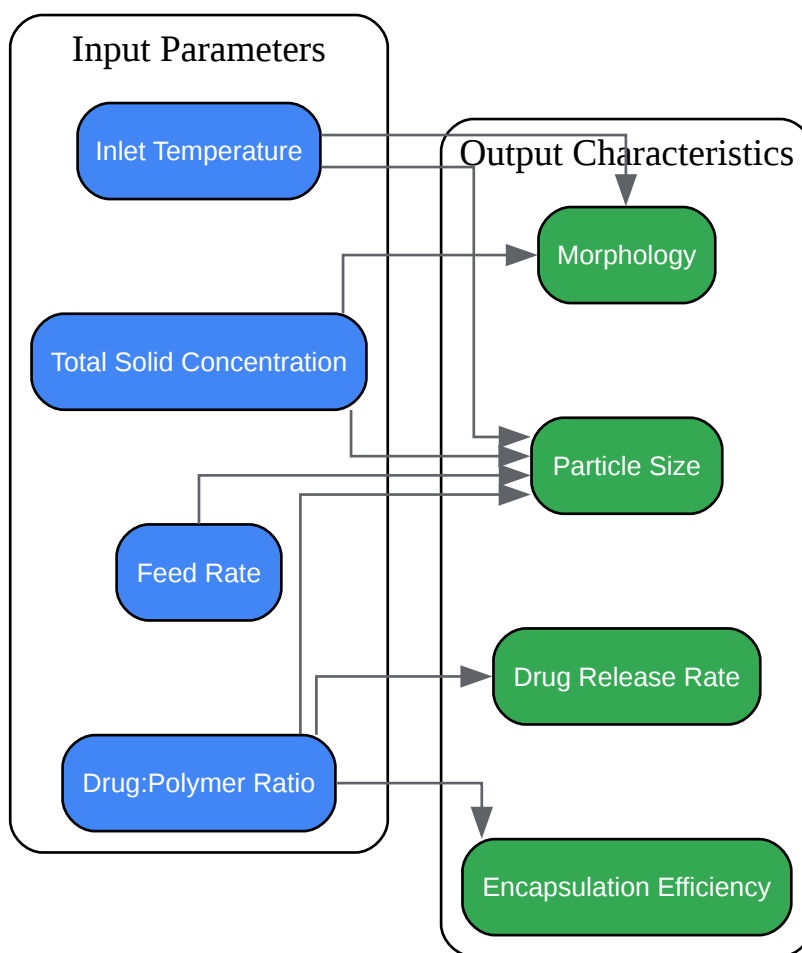 Input Parameters
Inlet Temperature
Total Solid Concentration
Feed Rate
Drug:Polymer Ratio
Output Characteristics
Morphology
Particle Size
Drug Release Rate
Encapsulation Efficiency